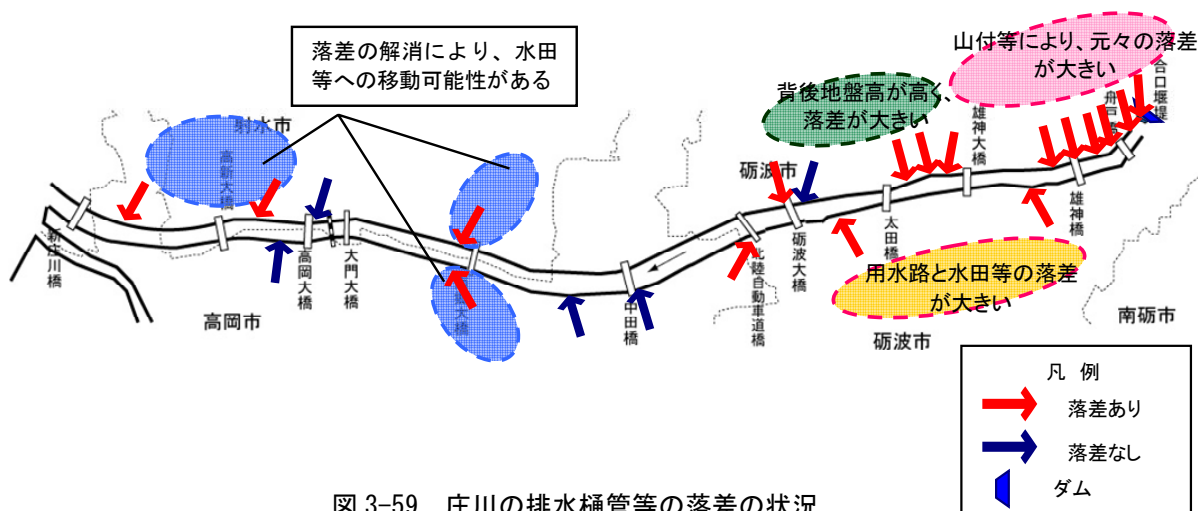 山付等により、元々の落差
が大きい
落差の解消により、水田
等への移動可能性がある
背後地盤高が高く、
落差が大きい
合口堰堤
雄神大橋
射水市
砺波市
高新大橋
新庄川橋
高岡大橋
大門大橋
中田橋
北陸自動車道橋
砺波大橋
太田橋
雄神橋
用水路と水田等の落差
が大きい
高岡市
砺波市
南砺市
凡 例
落差あり
落差なし
ダム
図 3-59 庄川の排水樋管等の落差の状況